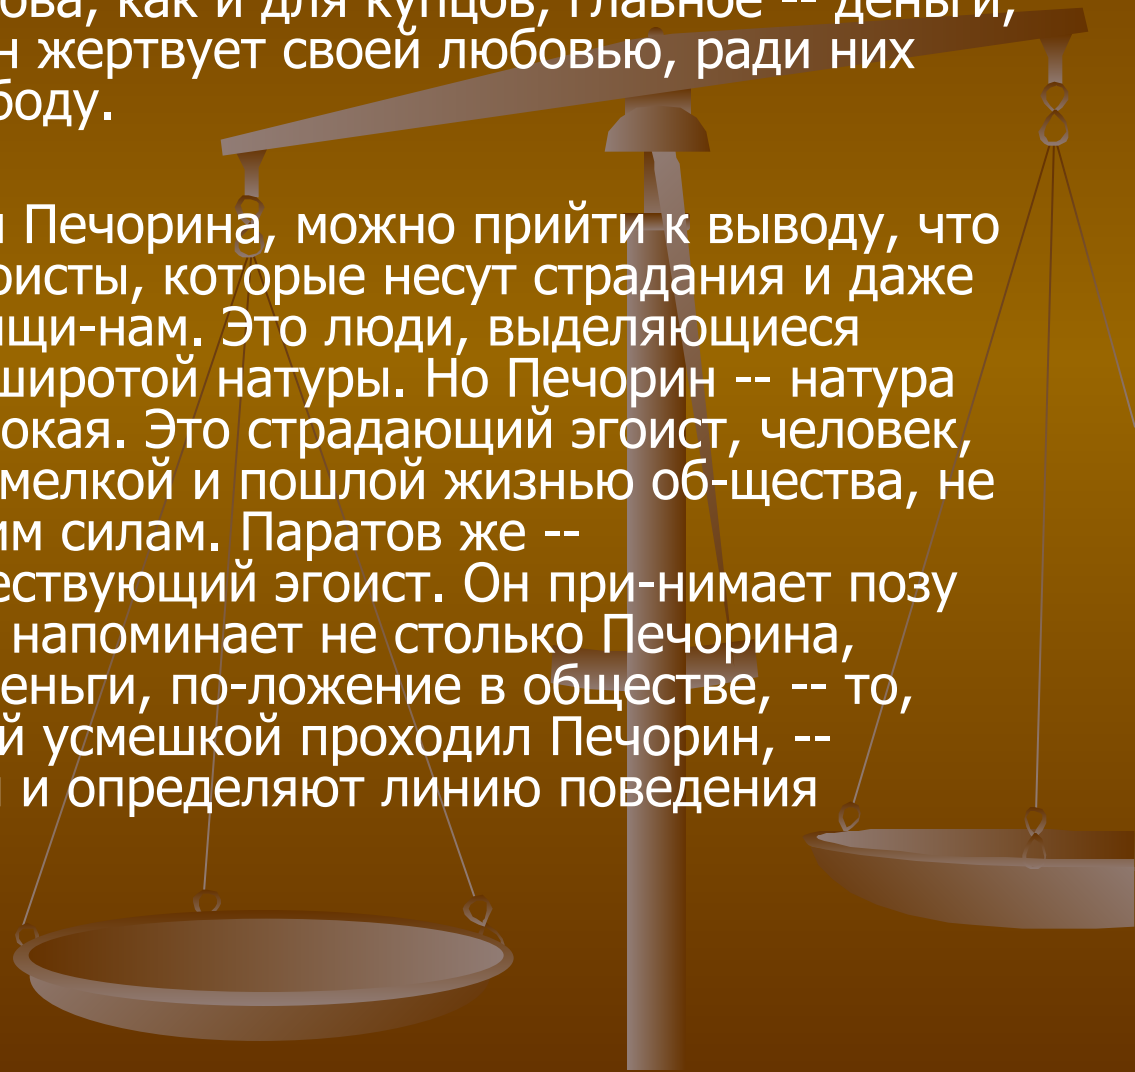 ова, как и для купцов, главное -- деньги,
н жертвует своей любовью, ради них
боду.
и Печорина, можно прийти к выводу, что
исты, которые несут страдания и даже
щи-нам. Это люди, выделяющиеся
широтой натуры. Но Печорин -- натура
окая. Это страдающий эгоист, человек,
мелкой и пошлой жизнью об-щества, не
им силам. Паратов же --
ествующий эгоист. Он при-нимает позу
напоминает не столько Печорина,
еньги, по-ложение в обществе, -- то,
й усмешкой проходил Печорин, --
и и определяют линию поведения